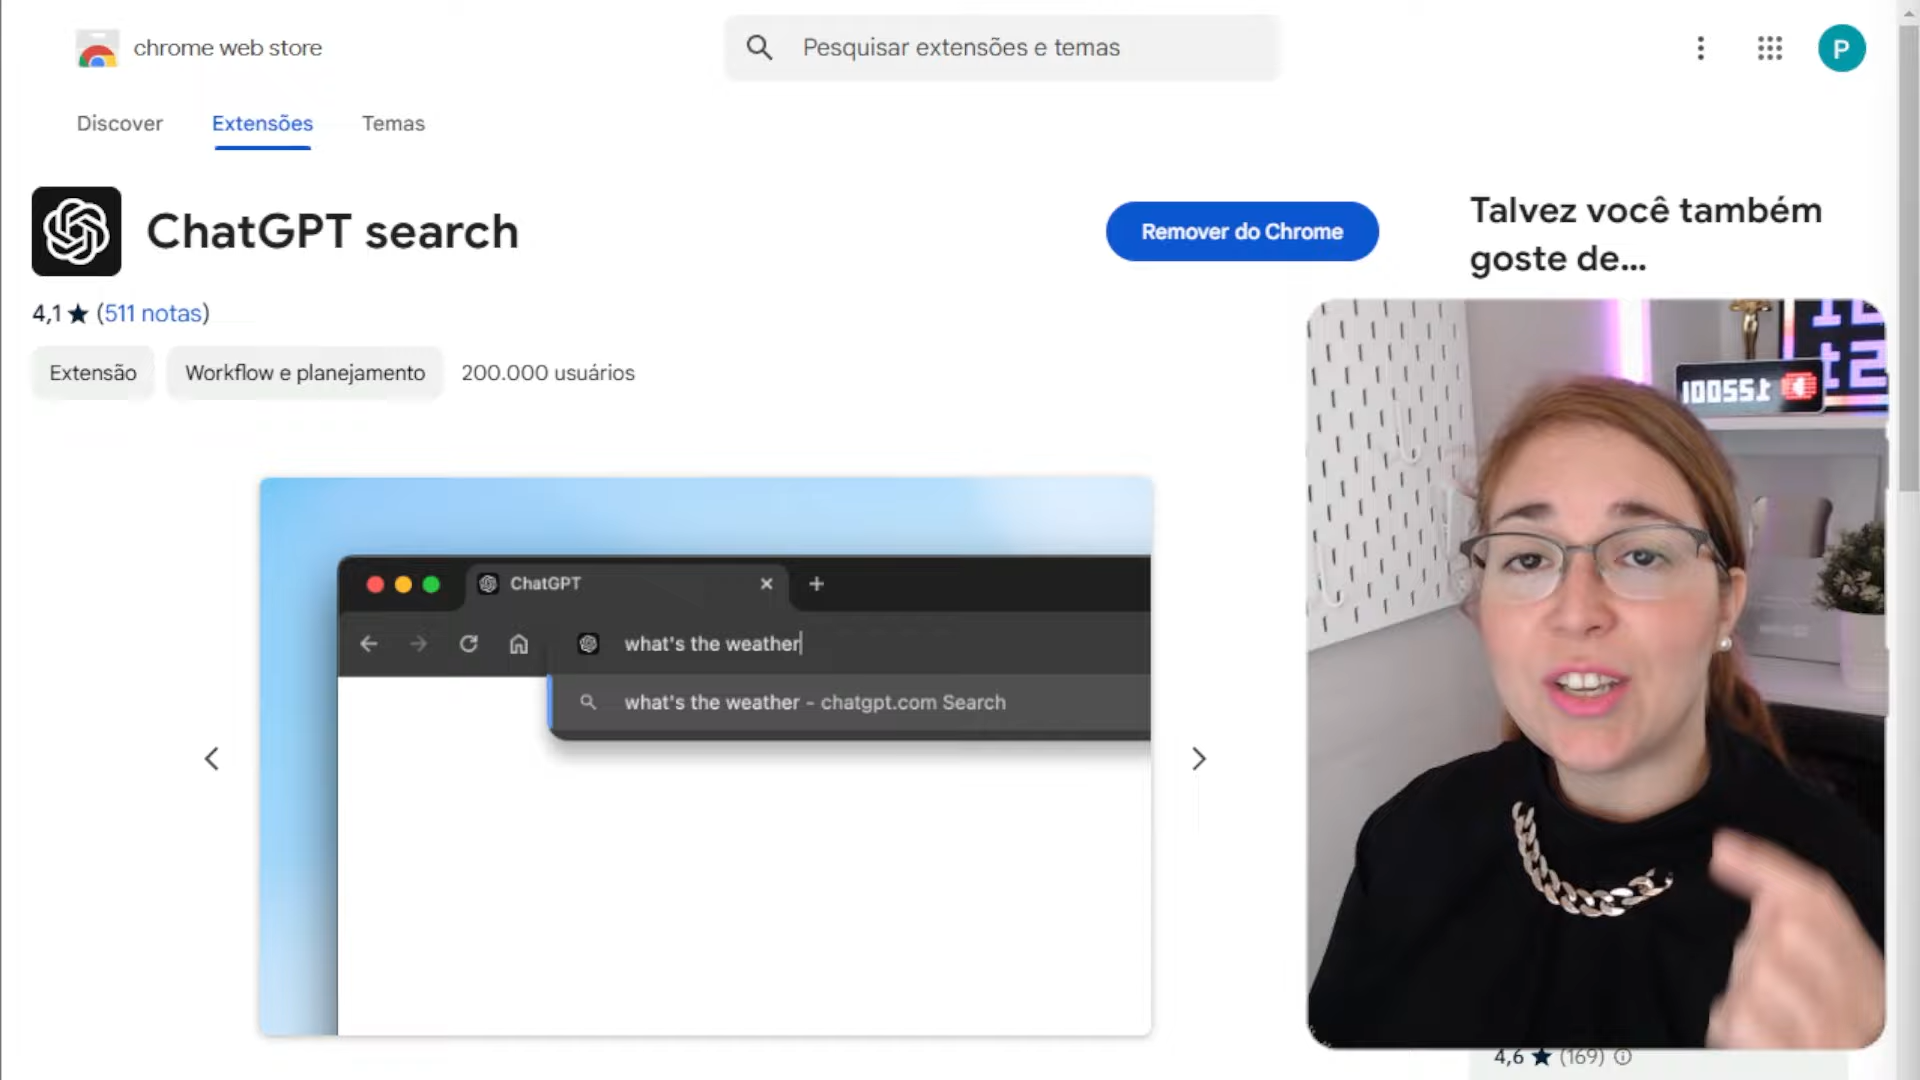 chrome web store
Pesquisar extensões e temas
P
Discover
Extensões
Temas
ChatGPT search
Remover do Chrome
Talvez você também
goste de...
4,1 ★ (511 notas)
Extensão
Workflow e planejamento
200.000 usuários
ChatGPT
what's the weather
what's the weather - chatgpt.com Search
4,6 ★ (169)